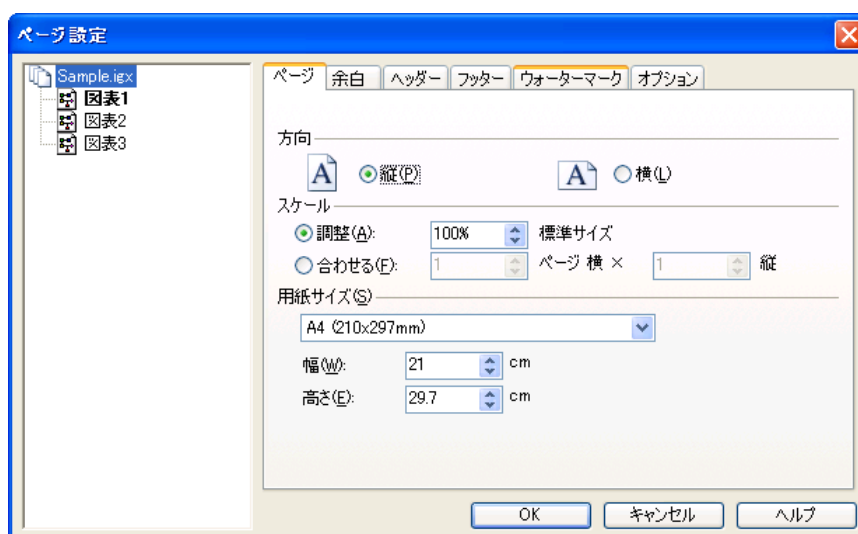 ページ設定
Sample.igx
図表1
図表2
図表3
ページ 余白 ヘッダー フッター ウォーターマーク オプション
方向
A 縦(P) A 横(L)
スケール
調整(A): 100% 標準サイズ
合わせる(F): 1 ページ 横 × 1 縦
用紙サイズ(S)
A4 (210x297mm)
幅(W): 21 cm
高さ(E): 29.7 cm
OK キャンセル ヘルプ